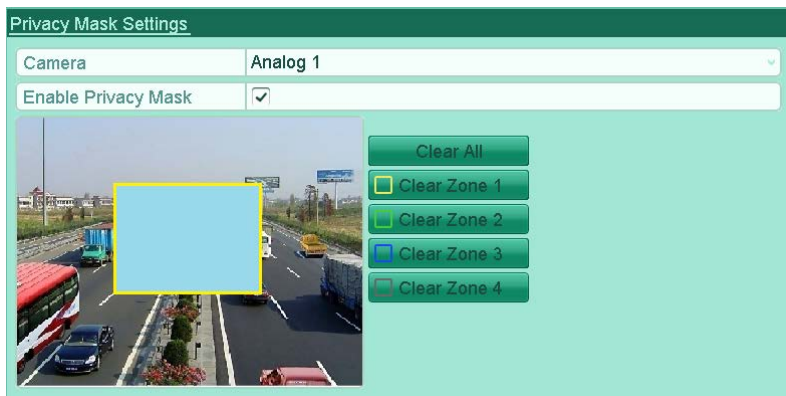 Privacy Mask Settings
Camera Analog 1
Enable Privacy Mask
Clear All
Clear Zone 1
Clear Zone 2
Clear Zone 3
Clear Zone 4